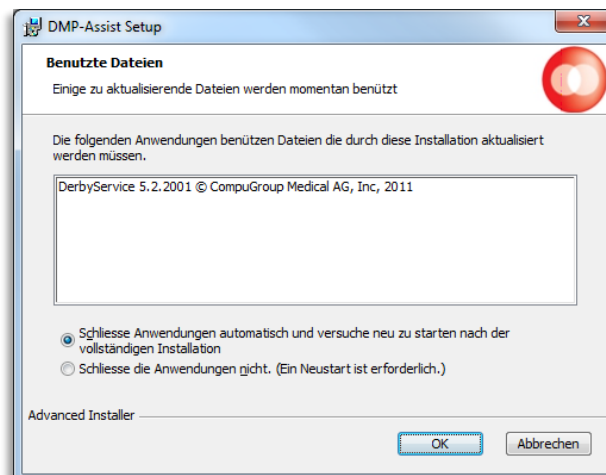 DMP-Assist Setup
Benutzte Dateien
Einige zu aktualisierende Dateien werden momentan benützt
Die folgenden Anwendungen benützen Dateien die durch diese Installation aktualisiert
werden müssen.
DerbyService 5.2.2001 © CompuGroup Medical AG, Inc, 2011
Schliesse Anwendungen automatisch und versuche neu zu starten nach der
vollständigen Installation
Schliesse die Anwendungen nicht. (Ein Neustart ist erforderlich.)
Advanced Installer
OK
Abbrechen